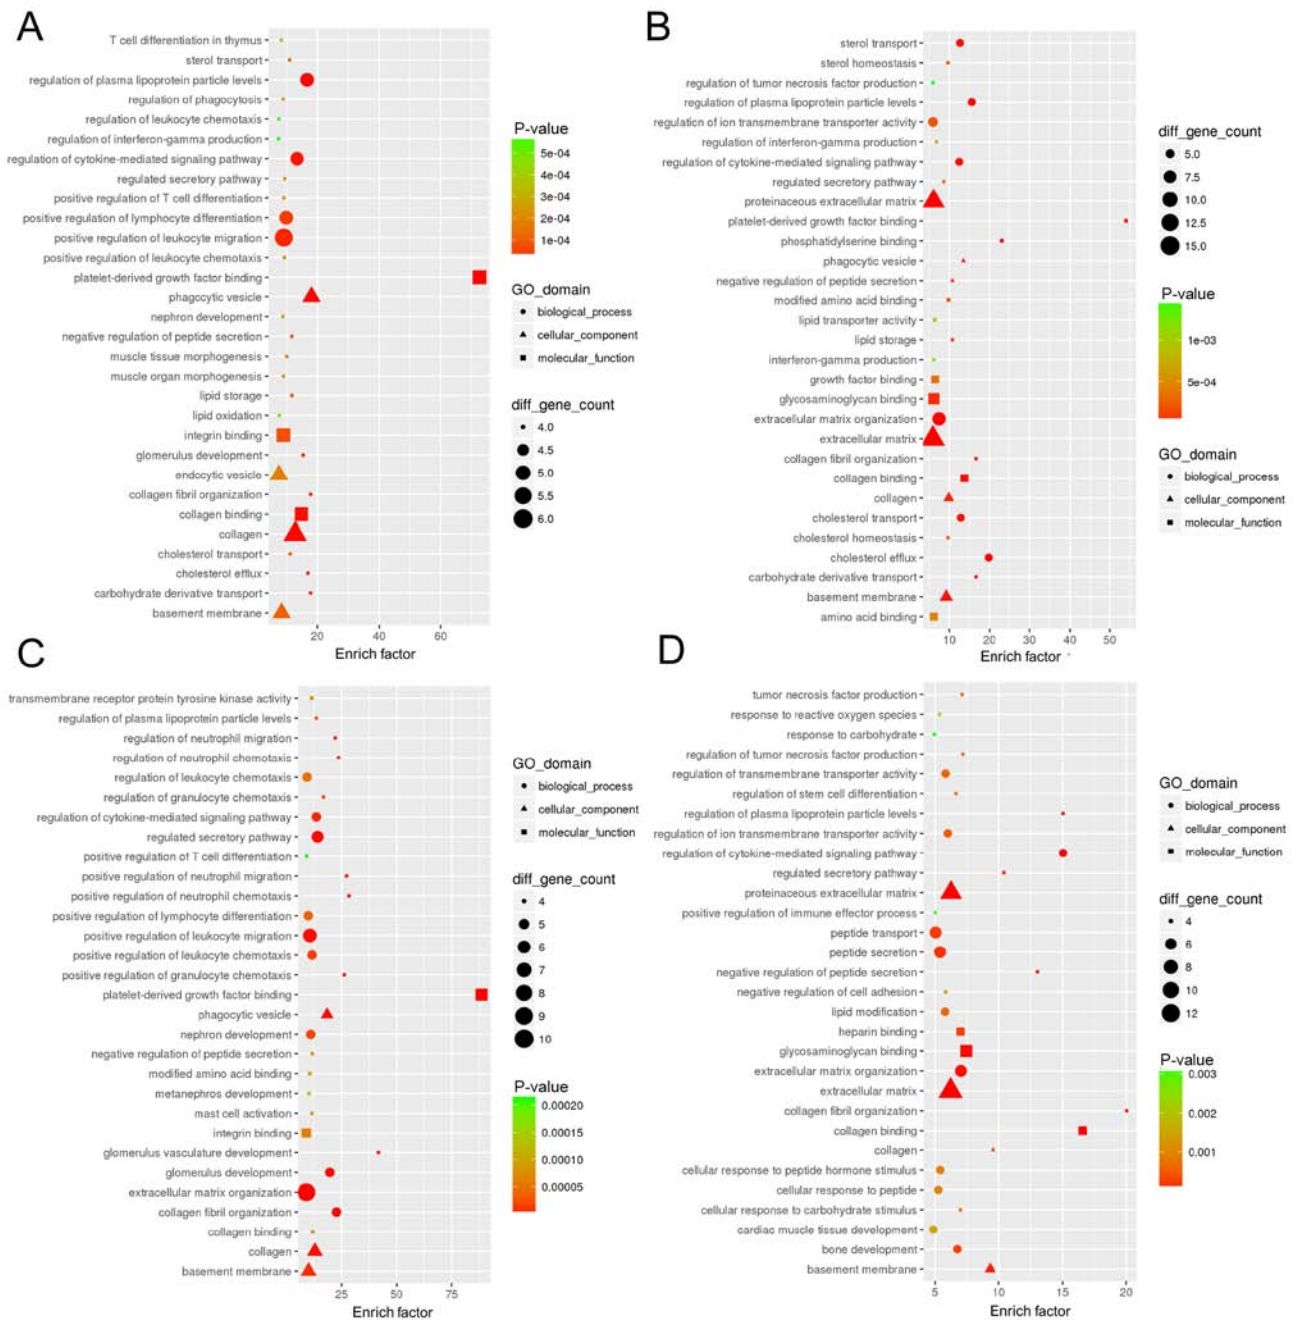 A
T cell differentiation in thymus
sterol transport
regulation of plasma lipoprotein particle levels
regulation of phagocytosis
regulation of leukocyte chemotaxis
regulation of interferon-gamma production
regulation of cytokine-mediated signaling pathway
regulated secretory pathway
positive regulation of T cell differentiation
positive regulation of lymphocyte differentiation
positive regulation of leukocyte migration
positive regulation of leukocyte chemotaxis
platelet-derived growth factor binding
phagocytic vesicle
nephron development
negative regulation of peptide secretion
muscle tissue morphogenesis
muscle organ morphogenesis
lipid storage
lipid oxidation
integrin binding
glomerulus development
endocytic vesicle
collagen fibril organization
collagen binding
collagen
cholesterol transport
cholesterol efflux
carbohydrate derivative transport
basement membrane
20 40 60
Enrich factor
P-value
5e-04
4e-04
3e-04
2e-04
1e-04
GO_domain
biological_process
cellular_component
molecular_function
diff_gene_count
4.0
4.5
5.0
5.5
6.0
B
sterol transport
sterol homeostasis
regulation of tumor necrosis factor production
regulation of plasma lipoprotein particle levels
regulation of ion transmembrane transporter activity
regulation of interferon-gamma production
regulation of cytokine-mediated signaling pathway
regulated secretory pathway
proteinaceous extracellular matrix
platelet-derived growth factor binding
phosphatidylserine binding
phagocytic vesicle
negative regulation of peptide secretion
modified amino acid binding
lipid transporter activity
lipid storage
interferon-gamma production
growth factor binding
glycosaminoglycan binding
extracellular matrix organization
extracellular matrix
collagen fibril organization
collagen binding
collagen
cholesterol transport
cholesterol homeostasis
cholesterol efflux
carbohydrate derivative transport
basement membrane
amino acid binding
10 20 30 40 50
Enrich factor
diff_gene_count
5.0
7.5
10.0
12.5
15.0
P-value
1e-03
5e-04
GO_domain
biological_process
cellular_component
molecular_function
C
transmembrane receptor protein tyrosine kinase activity
regulation of plasma lipoprotein particle levels
regulation of neutrophil migration
regulation of neutrophil chemotaxis
regulation of leukocyte chemotaxis
regulation of granulocyte chemotaxis
regulation of cytokine-mediated signaling pathway
regulated secretory pathway
positive regulation of T cell differentiation
positive regulation of neutrophil migration
positive regulation of neutrophil chemotaxis
positive regulation of lymphocyte differentiation
positive regulation of leukocyte migration
positive regulation of leukocyte chemotaxis
positive regulation of granulocyte chemotaxis
platelet-derived growth factor binding
phagocytic vesicle
nephron development
negative regulation of peptide secretion
modified amino acid binding
metanephros development
mast cell activation
integrin binding
glomerulus vasculature development
glomerulus development
extracellular matrix organization
collagen fibril organization
collagen binding
collagen
basement membrane
25 50 75
Enrich factor
GO_domain
biological_process
cellular_component
molecular_function
diff_gene_count
4
5
6
7
8
9
10
P-value
0.00020
0.00015
0.00010
0.00005
D
tumor necrosis factor production
response to reactive oxygen species
response to carbohydrate
regulation of tumor necrosis factor production
regulation of transmembrane transporter activity
regulation of stem cell differentiation
regulation of plasma lipoprotein particle levels
regulation of ion transmembrane transporter activity
regulation of cytokine-mediated signaling pathway
regulated secretory pathway
proteinaceous extracellular matrix
positive regulation of immune effector process
peptide transport
peptide secretion
negative regulation of peptide secretion
negative regulation of cell adhesion
lipid modification
heparin binding
glycosaminoglycan binding
extracellular matrix organization
extracellular matrix
collagen fibril organization
collagen binding
collagen
cellular response to peptide hormone stimulus
cellular response to peptide
cellular response to carbohydrate stimulus
cardiac muscle tissue development
bone development
basement membrane
5 10 15 20
Enrich factor
GO_domain
biological_process
cellular_component
molecular_function
diff_gene_count
4
6
8
10
12
P-value
0.003
0.002
0.001